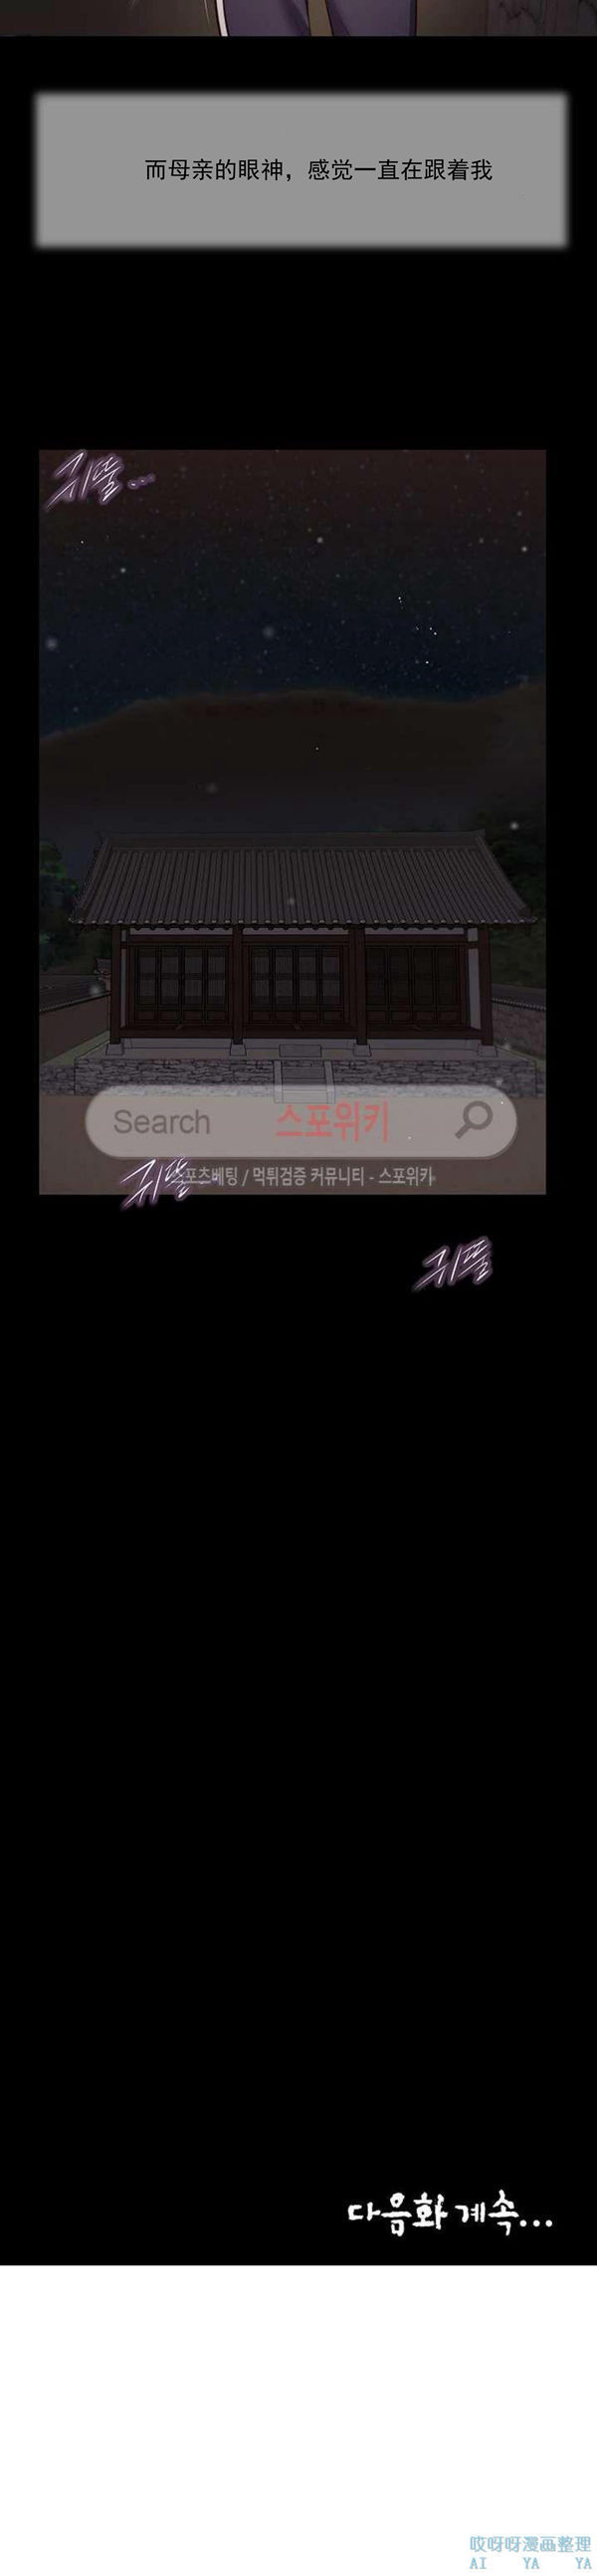 而母亲的眼神，感觉一直在跟着我
귀뚤...
Search 스포위키
스포츠베팅 / 먹튀검증 커뮤니티 - 스포위키
귀뚤
귀뚤
다음화 계속...
哎呀呀漫画整理
AI YA YA